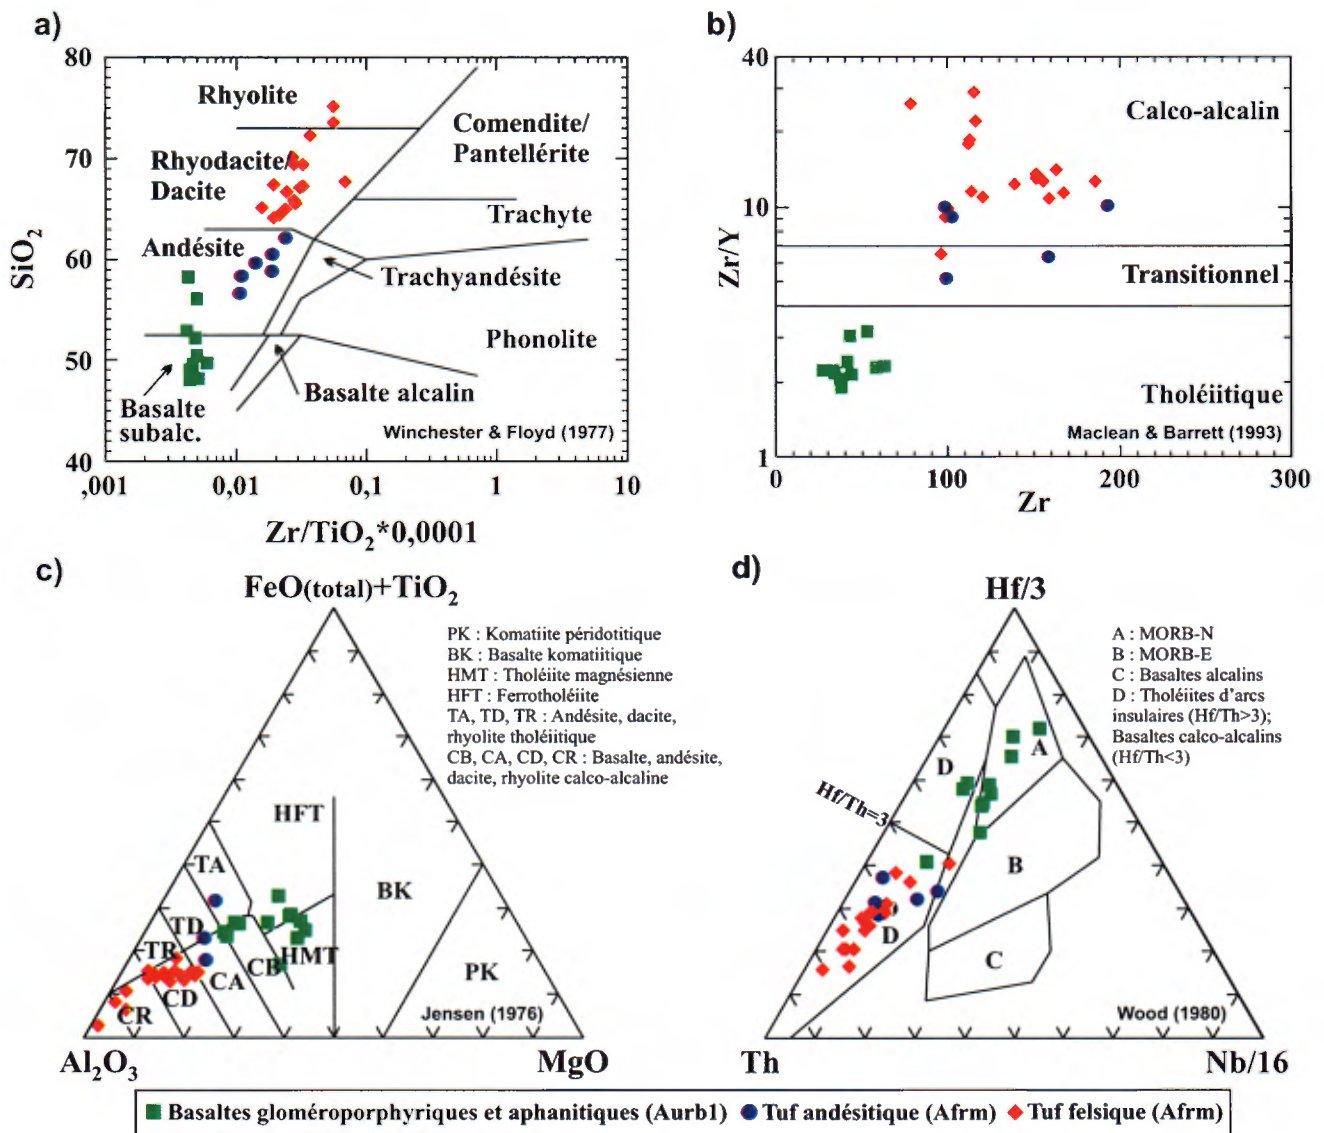 a)
80
70
60
50
40
SiO2
Rhyolite
Comendite/
Pantellérite
Rhyodacite/
Dacite
Trachyte
Andésite
Trachyandésite
Phonolite
Basalte alcalin
Basalte
subalc.
Winchester & Floyd (1977)
,001
0,01
0,1
1
10
Zr/TiO2*0,0001
b)
40
10
1
Zr/Y
Calco-alcalin
Transitionnel
Tholéiitique
Maclean & Barrett (1993)
0
100
200
300
Zr
c)
FeO(total)+TiO2
PK : Komatiite péridotitique
BK : Basalte komatiitique
HMT : Tholéiite magnésienne
HFT : Ferrotholéiite
TA, TD, TR : Andésite, dacite,
rhyolite tholéiitique
CB, CA, CD, CR : Basalte, andésite,
dacite, rhyolite calco-alcaline
HFT
TA
BK
TD
TR
HMT
CB
CA
CD
CR
PK
Jensen (1976)
Al2O3
MgO
d)
Hf/3
A : MORB-N
B : MORB-E
C : Basaltes alcalins
D : Tholéiites d'arcs
insulaires (Hf/Th>3);
Basaltes calco-alcalins
(Hf/Th<3)
A
D
Hf/Th=3
B
D
C
Wood (1980)
Th
Nb/16
Basaltes gloméroporphyriques et aphanitiques (Aurb1)
Tuf andésitique (Afrm)
Tuf felsique (Afrm)